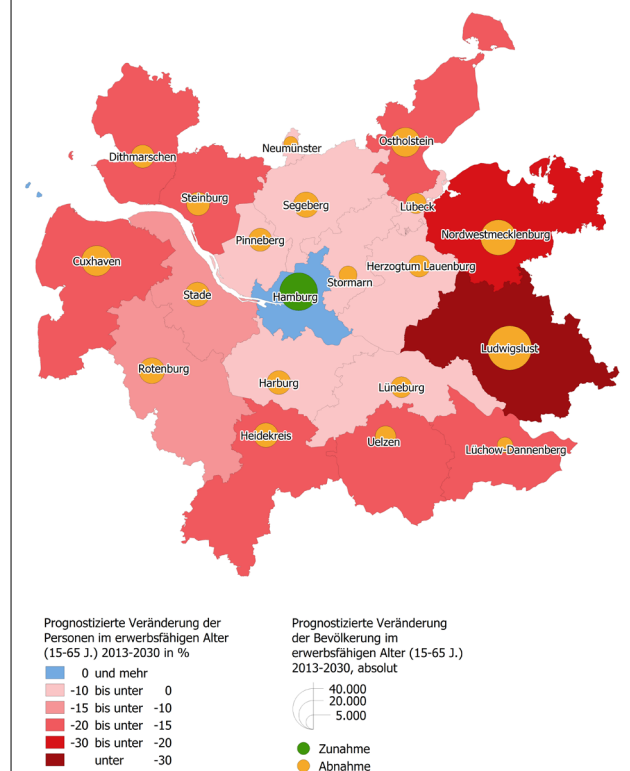 Neumünster
Ostholstein
Dithmarschen
Steinburg
Segeberg
Lübeck
Nordwestmecklenburg
Pinneberg
Cuxhaven
Herzogtum Lauenburg
Stormarn
Stade
Hamburg
Ludwigslust
Rotenburg
Harburg
Lüneburg
Heidekreis
Uelzen
Lüchow-Dannenberg
Prognostizierte Veränderung der
Personen im erwerbsfähigen Alter
(15-65 J.) 2013-2030 in %
0 und mehr
-10 bis unter 0
-15 bis unter -10
-20 bis unter -15
-30 bis unter -20
unter -30
Prognostizierte Veränderung
der Bevölkerung im
erwerbsfähigen Alter (15-65 J.)
2013-2030, absolut
40.000
20.000
5.000
Zunahme
Abnahme